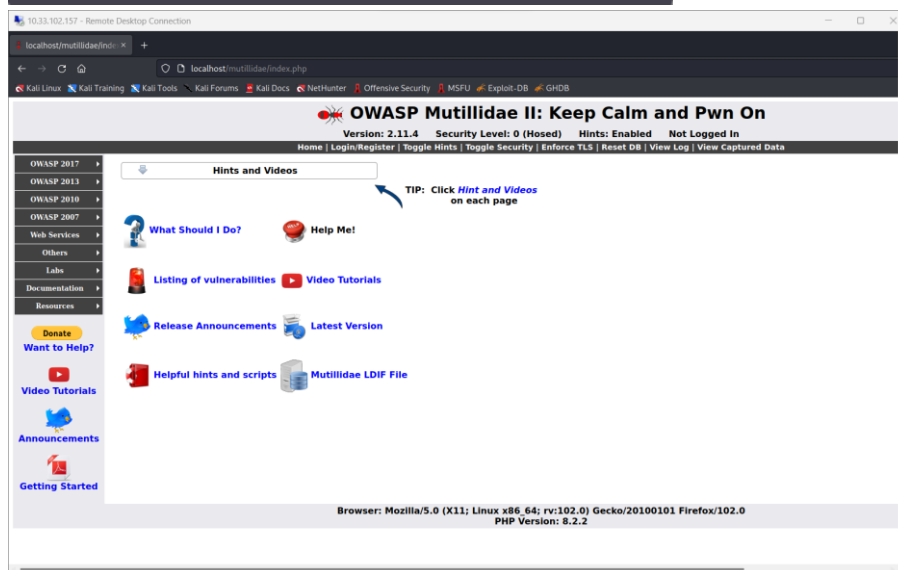 10.33.102.157 - Remote Desktop Connection
localhost/mutillidae/inde
localhost/mutillidae/index.php
Kali Linux Kali Training Kali Tools Kali Forums Kali Docs NetHunter Offensive Security MSFU Exploit-DB GHDB
OWASP Mutillidae II: Keep Calm and Pwn On
Version: 2.11.4 Security Level: 0 (Hosed) Hints: Enabled Not Logged In
Home | Login/Register | Toggle Hints | Toggle Security | Enforce TLS | Reset DB | View Log | View Captured Data
OWASP 2017
OWASP 2013
OWASP 2010
OWASP 2007
Web Services
Others
Labs
Documentation
Resources
Donate
Want to Help?
Video Tutorials
Announcements
Getting Started
Hints and Videos
TIP: Click Hint and Videos
on each page
What Should I Do? Help Me!
Listing of vulnerabilities Video Tutorials
Release Announcements Latest Version
Helpful hints and scripts Mutillidae LDIF File
Browser: Mozilla/5.0 (X11; Linux x86_64; rv:102.0) Gecko/20100101 Firefox/102.0
PHP Version: 8.2.2